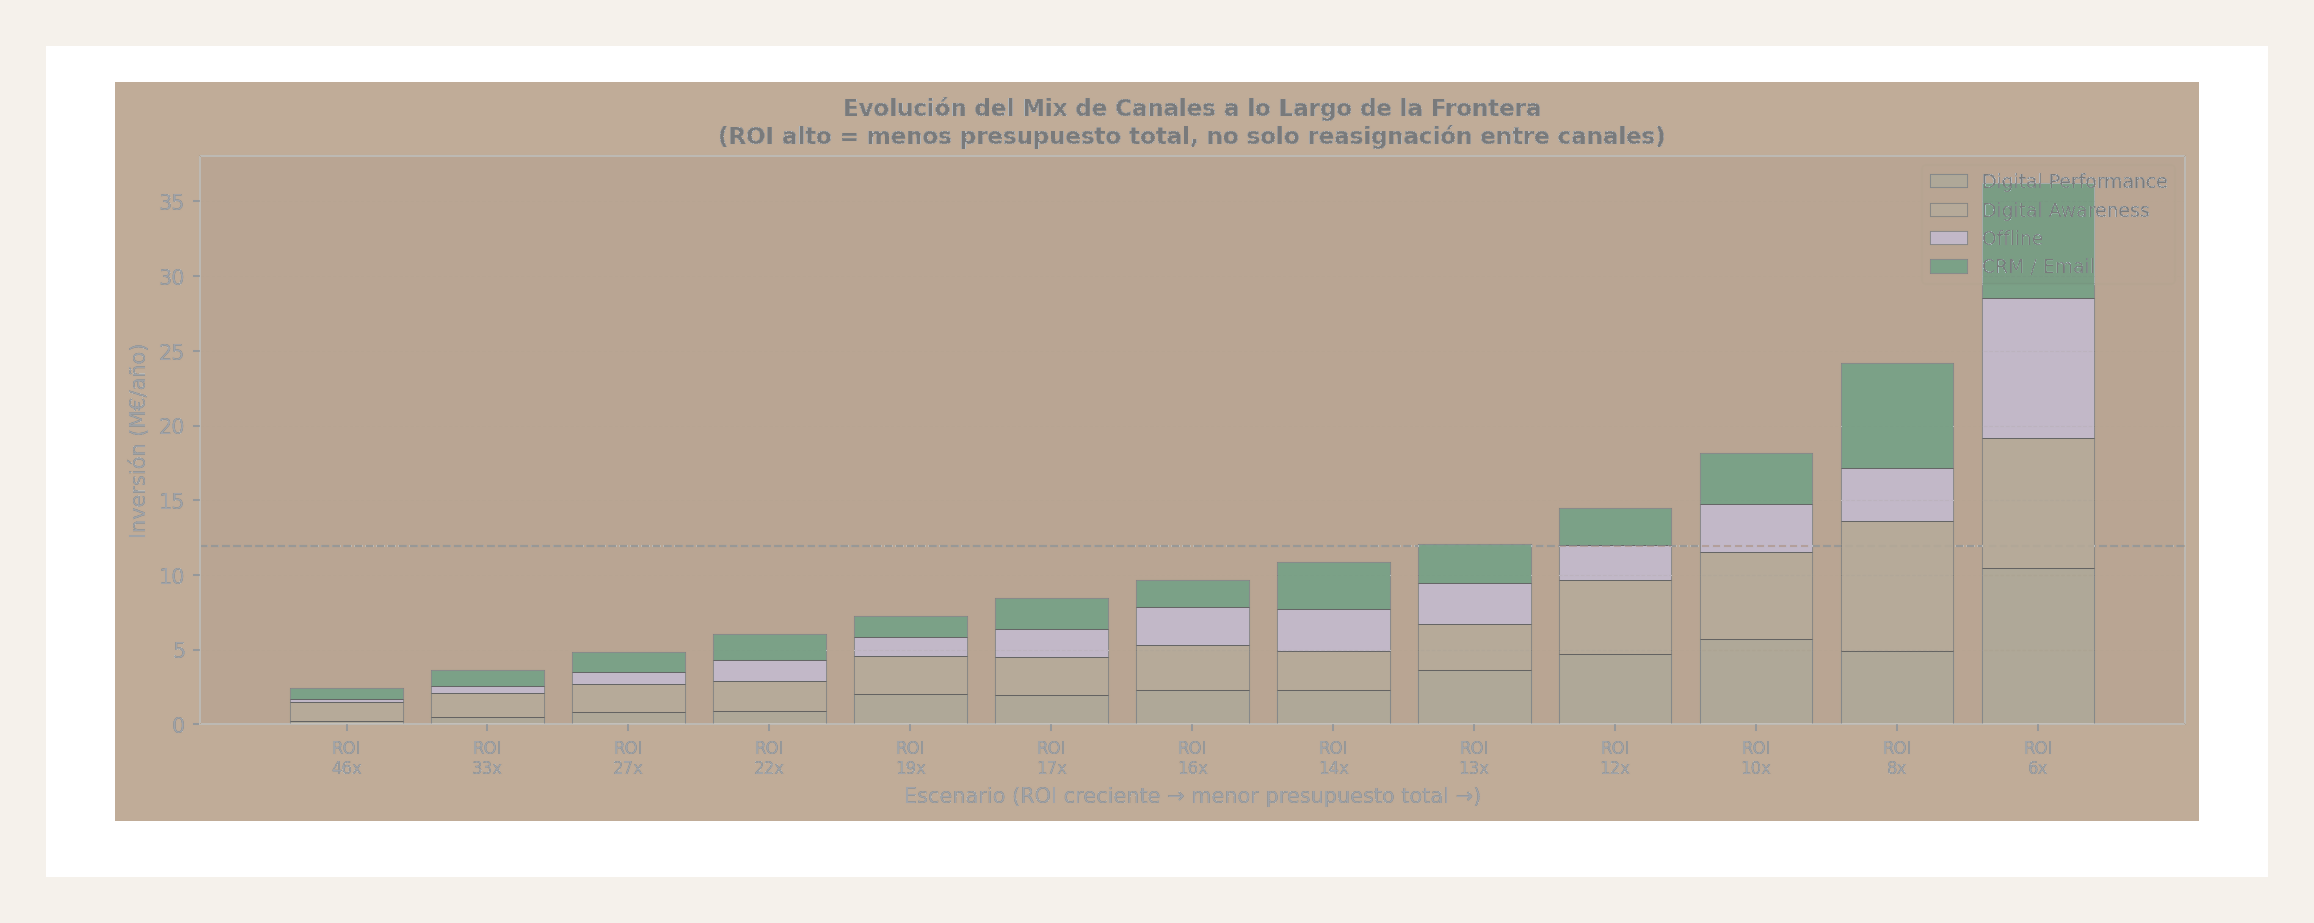 Evolución del Mix de Canales a lo Largo de la Frontera
(ROI alto = menos presupuesto total, no solo reasignación entre canales)
Digital Performance
Digital Awareness
Offline
CRM / Email
Inversión (M€/año)
35
30
25
20
15
10
5
0
ROI
46x
ROI
33x
ROI
27x
ROI
22x
ROI
19x
ROI
17x
ROI
16x
ROI
14x
ROI
13x
ROI
12x
ROI
10x
ROI
8x
ROI
6x
Escenario (ROI creciente → menor presupuesto total →)